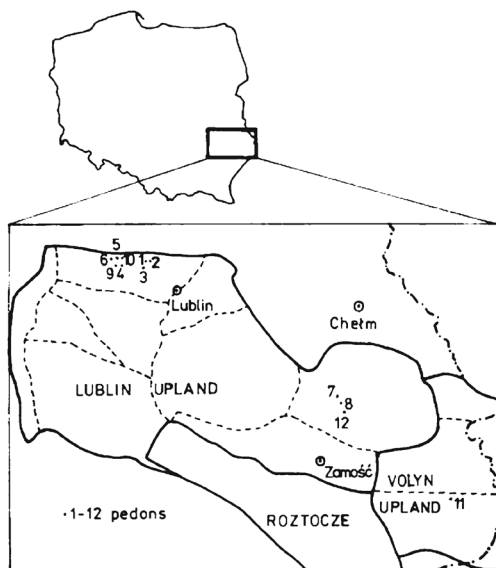 5
6 10 1 2
9 4 3
Lublin
Chełm
LUBLIN UPLAND
7
8
12
Zamość
VOLYN
UPLAND 11
ROZTOCZE
1-12 pedons